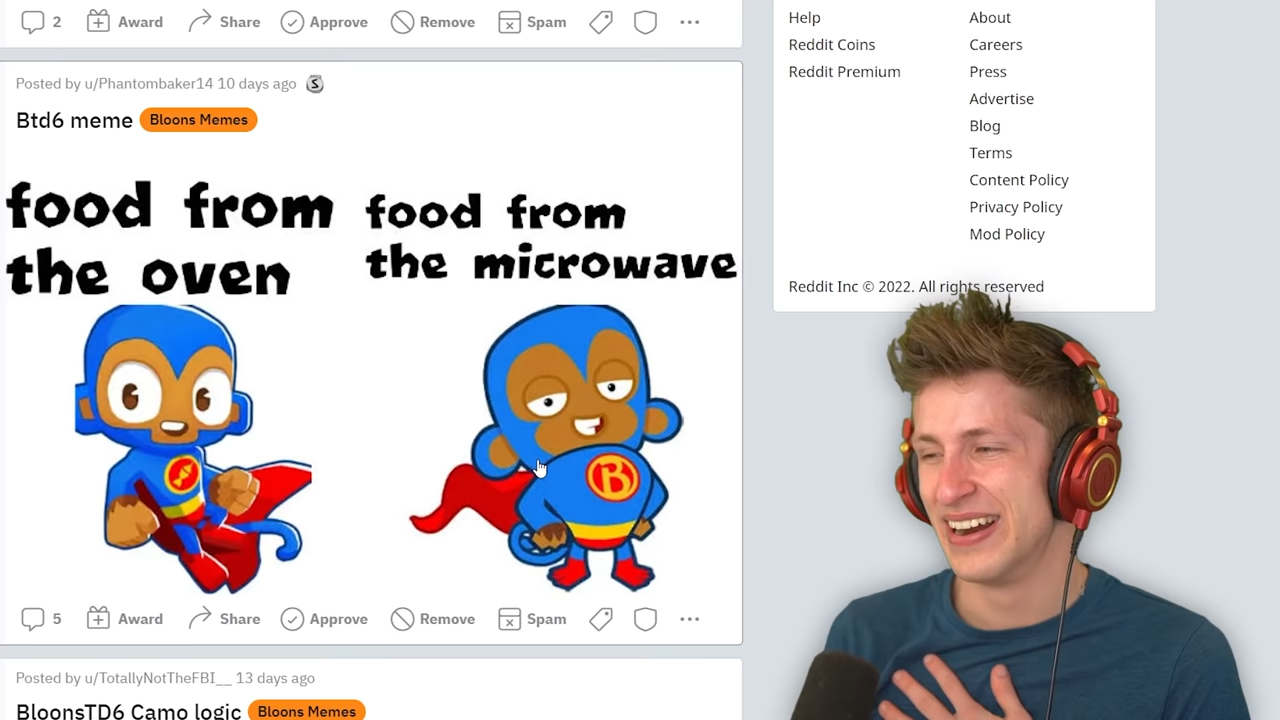 2 Award Share Approve Remove Spam
Posted by u/Phantombaker14 10 days ago S
Btd6 meme Bloons Memes
food from
the oven
food from
the microwave
B
5 Award Share Approve Remove Spam
Posted by u/TotallyNotTheFBI__ 13 days ago
BloonsTD6 Camo logic Bloons Memes
Help
Reddit Coins
Reddit Premium
About
Careers
Press
Advertise
Blog
Terms
Content Policy
Privacy Policy
Mod Policy
Reddit Inc © 2022. All rights reserved